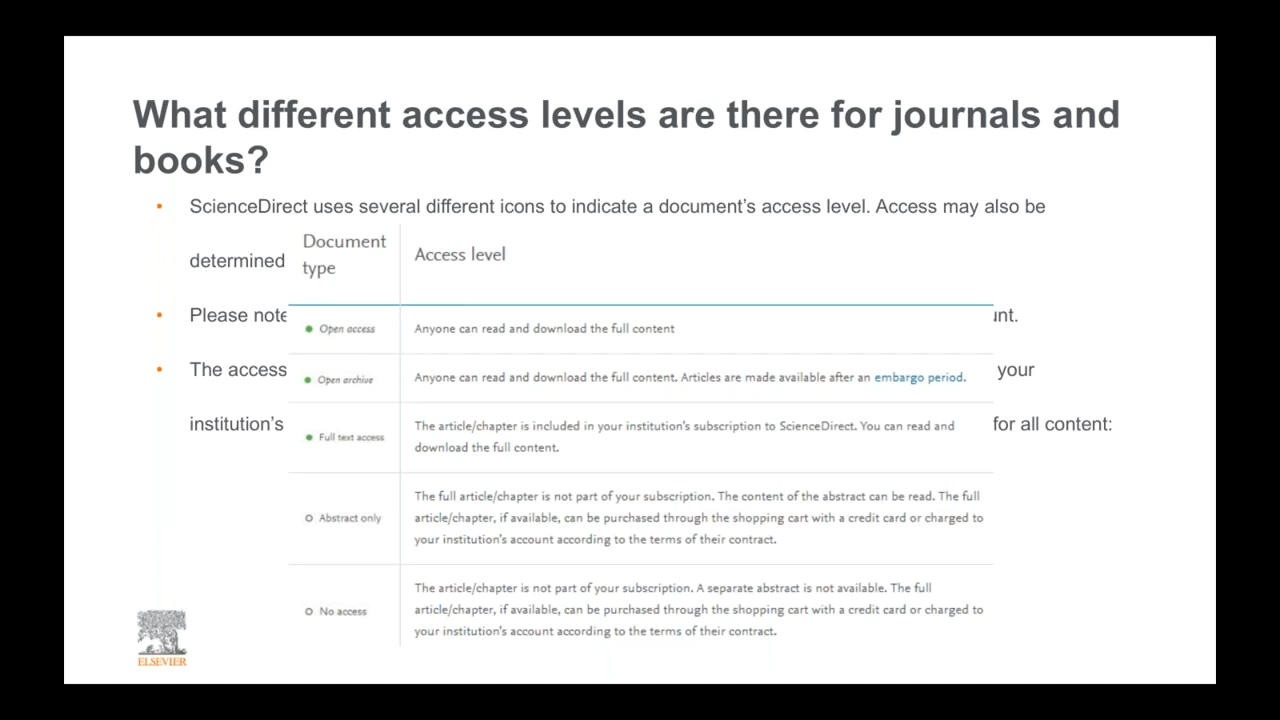 What different access levels are there for journals and
books?
• ScienceDirect uses several different icons to indicate a document’s access level. Access may also be
determined
• Please note
unt.
• The access
your
institution’s
for all content:
Document
type
Access level
Open access
Anyone can read and download the full content
Open archive
Anyone can read and download the full content. Articles are made available after an embargo period.
Full text access
The article/chapter is included in your institution's subscription to ScienceDirect. You can read and
download the full content.
Abstract only
The full article/chapter is not part of your subscription. The content of the abstract can be read. The full
article/chapter, if available, can be purchased through the shopping cart with a credit card or charged to
your institution's account according to the terms of their contract.
No access
The article/chapter is not part of your subscription. A separate abstract is not available. The full
article/chapter, if available, can be purchased through the shopping cart with a credit card or charged to
your institution's account according to the terms of their contract.
ELSEVIER